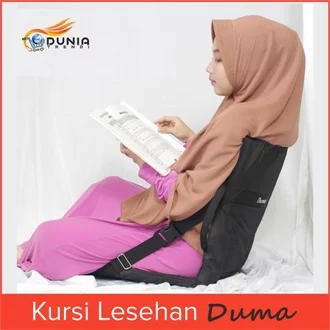 DUNIA
TRENDI
Kursi Lesehan Duma